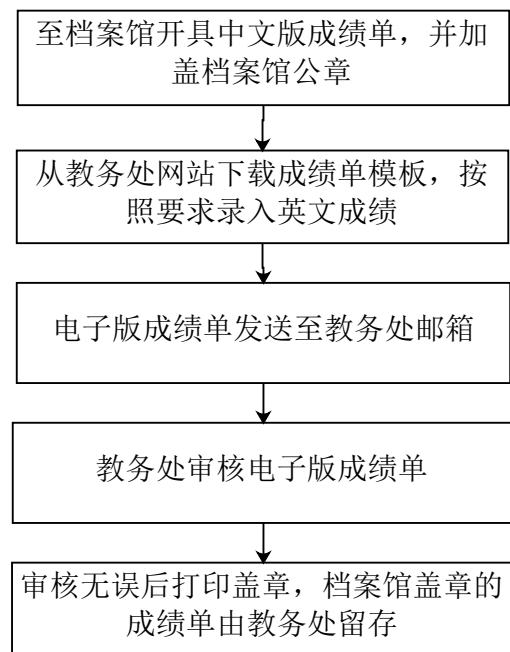 至档案馆开具中文版成绩单，并加
盖档案馆公章
从教务处网站下载成绩单模板，按
照要求录入英文成绩
电子版成绩单发送至教务处邮箱
教务处审核电子版成绩单
审核无误后打印盖章，档案馆盖章的
成绩单由教务处留存